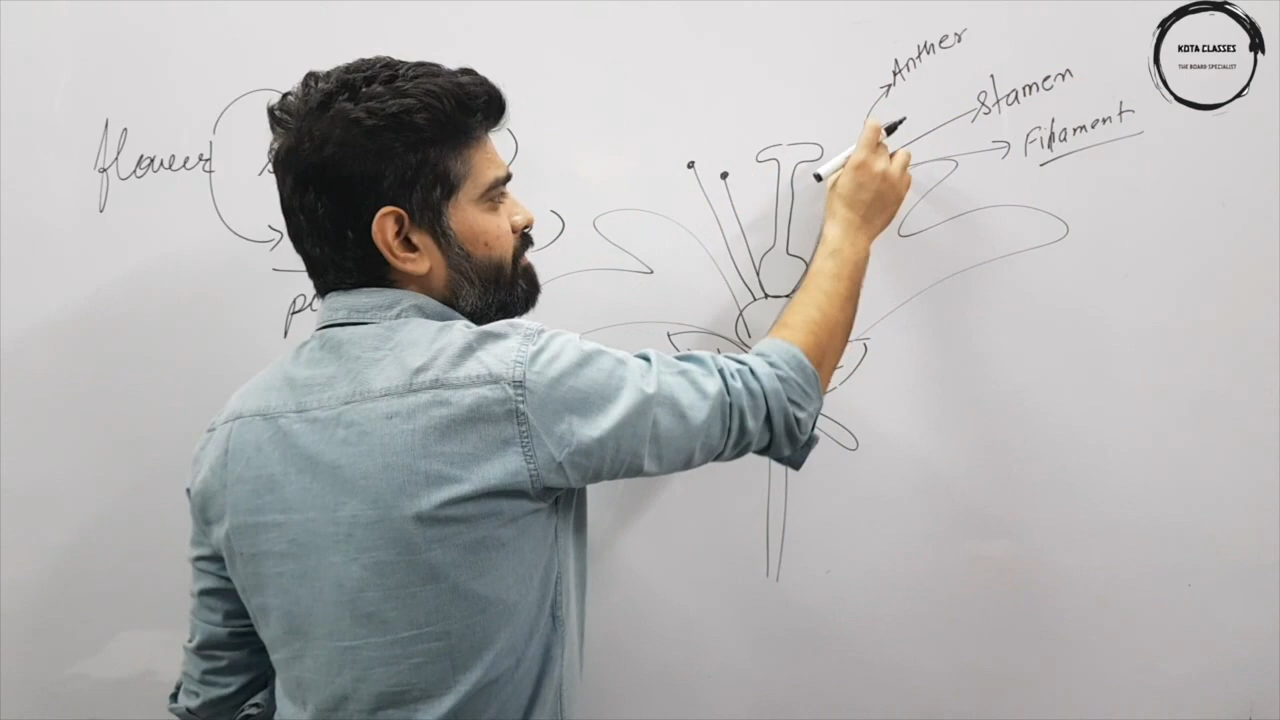 flower
Anther
Stamen
Filament
KOTA CLASSES
THE BOARD SPECIALIST